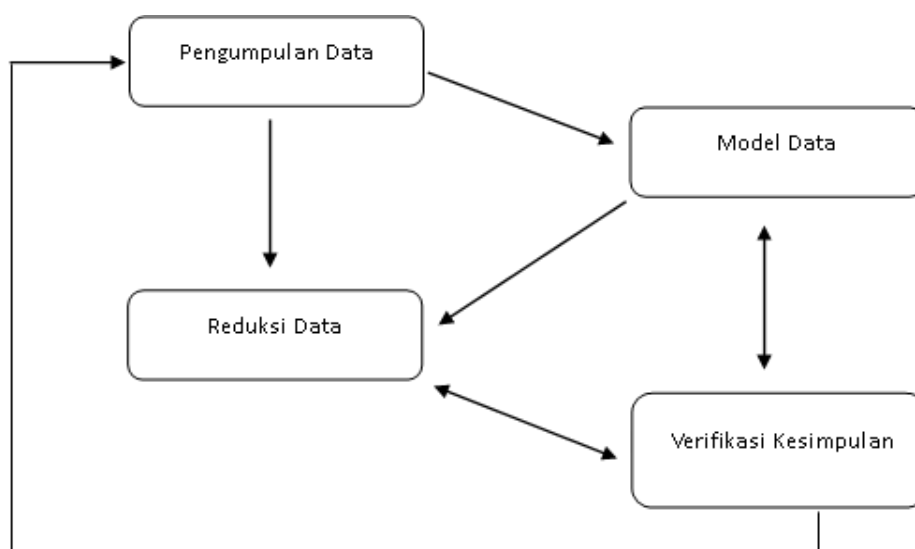 Pengumpulan Data
Model Data
Reduksi Data
Verifikasi Kesimpulan